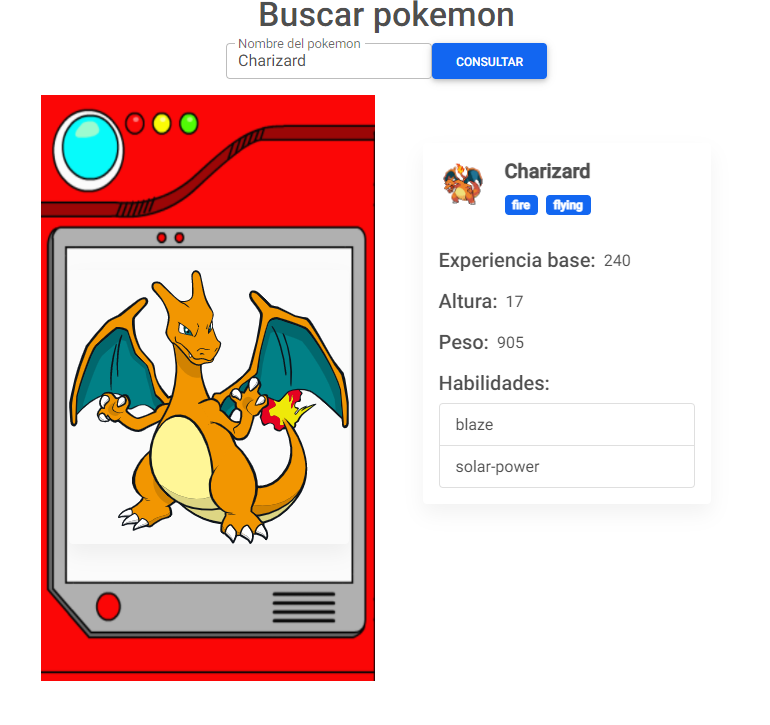 Buscar pokemon
Nombre del pokemon
Charizard
CONSULTAR
Charizard
fire flying
Experiencia base: 240
Altura: 17
Peso: 905
Habilidades:
blaze
solar-power